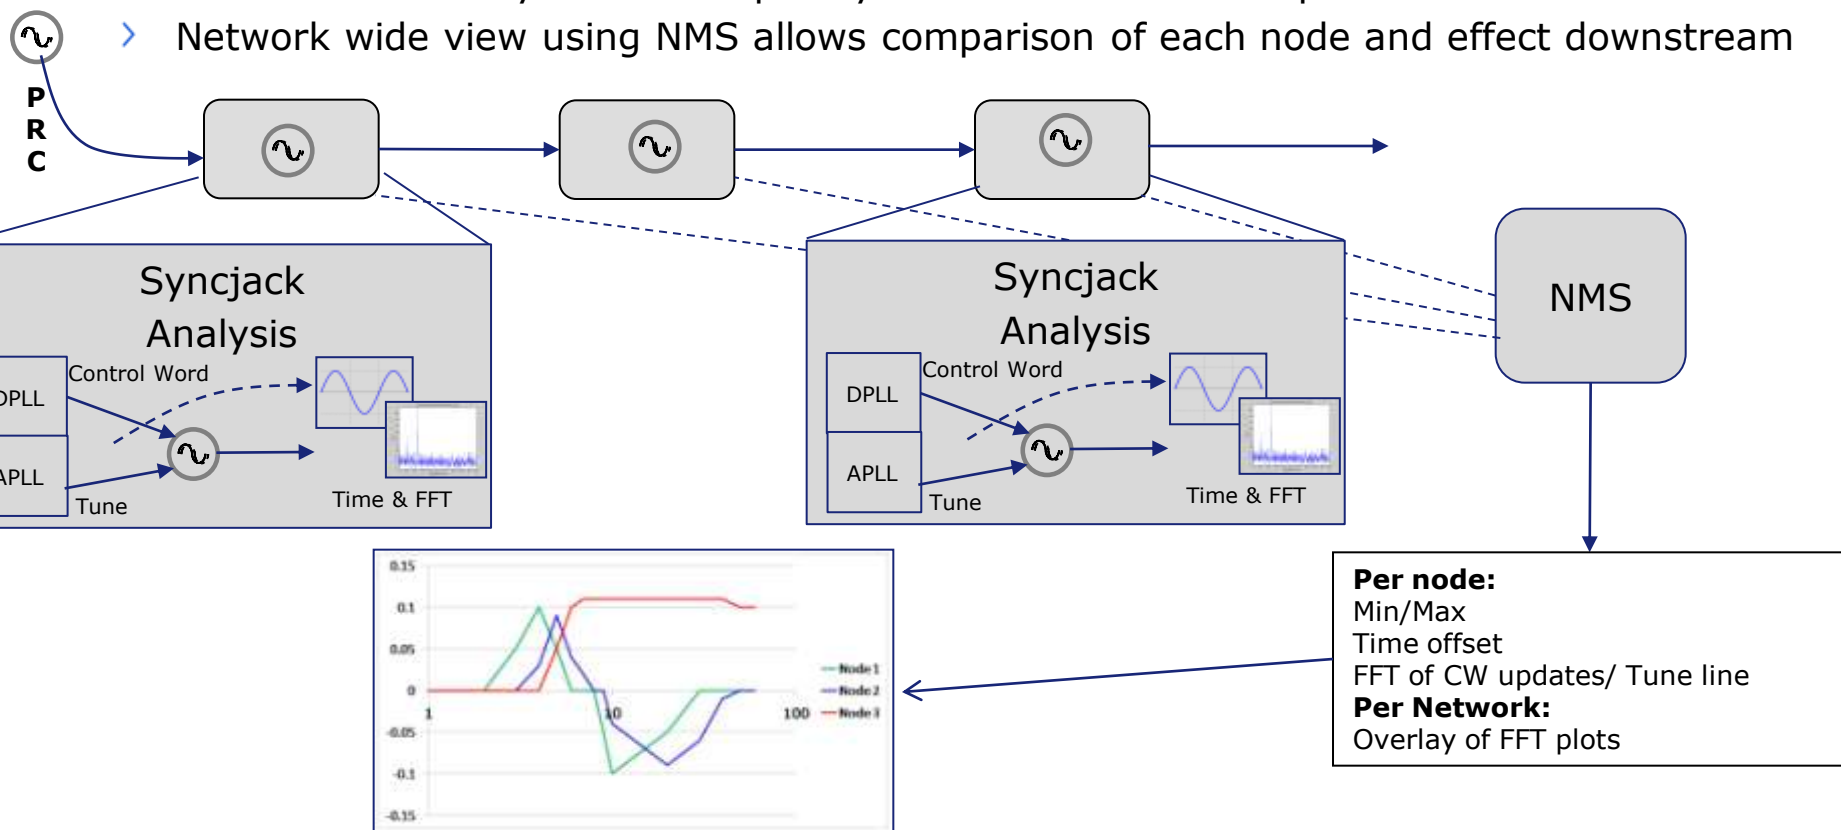 Network wide view using NMS allows comparison of each node and effect downstream
P
R
C
Syncjack
Analysis
Control Word
DPLL
APLL
Tune
Time & FFT
Syncjack
Analysis
Control Word
DPLL
APLL
Tune
Time & FFT
NMS
0.15
0.1
0.05
0
-0.05
-0.1
-0.15
1
10
100
Node 1
Node 2
Node 3
Per node:
Min/Max
Time offset
FFT of CW updates/ Tune line
Per Network:
Overlay of FFT plots